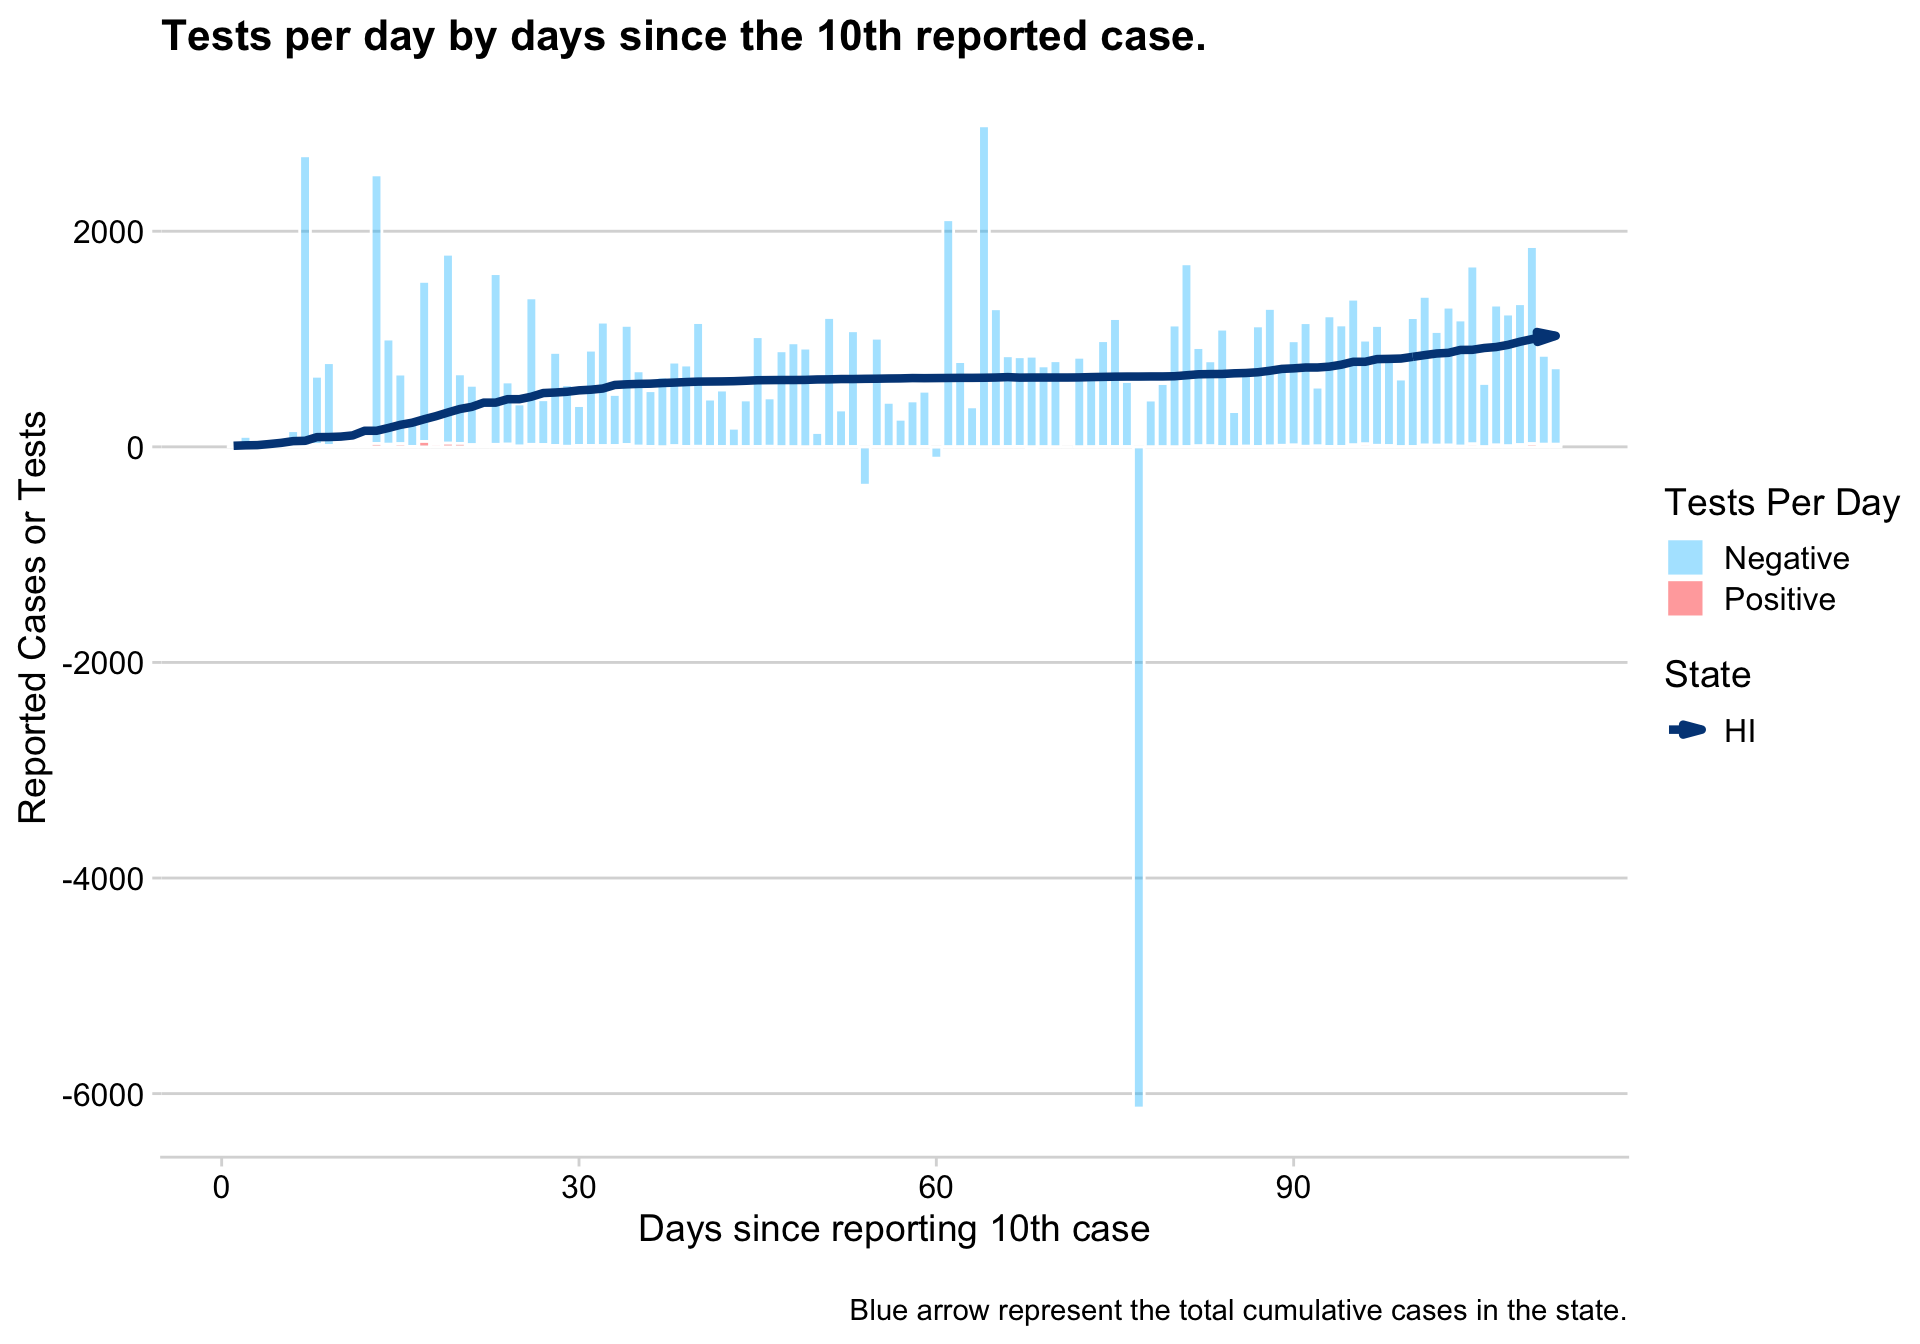 Tests per day by days since the 10th reported case.
2000
0
-2000
-4000
-6000
Reported Cases or Tests
0 30 60 90
Days since reporting 10th case
Tests Per Day
Negative
Positive
State
HI
Blue arrow represent the total cumulative cases in the state.